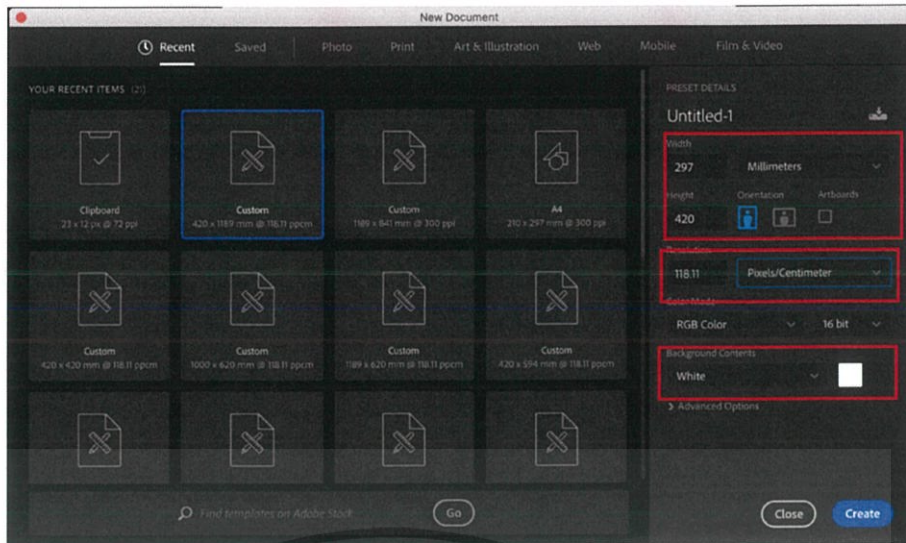 New Document
Recent Saved Photo Print Art & Illustration Web Mobile Film & Video
YOUR RECENT ITEMS (21)
Clipboard
23 x 12 px @ 72 ppi
Custom
420 x 1189 mm @ 118.11 ppcm
Custom
1189 x 841 mm @ 300 ppi
A4
210 x 297 mm @ 300 ppi
Custom
420 x 420 mm @ 118.11 ppcm
Custom
1000 x 620 mm @ 118.11 ppcm
Custom
1189 x 620 mm @ 118.11 ppcm
Custom
420 x 594 mm @ 118.11 ppcm
Find templates on Adobe Stock Go
PRESET DETAILS
Untitled-1
Width
297 Millimeters
Height Orientation Artboards
420
Resolution
118.11 Pixels/Centimeter
Color Mode
RGB Color 16 bit
Background Contents
White
Advanced Options
Close Create